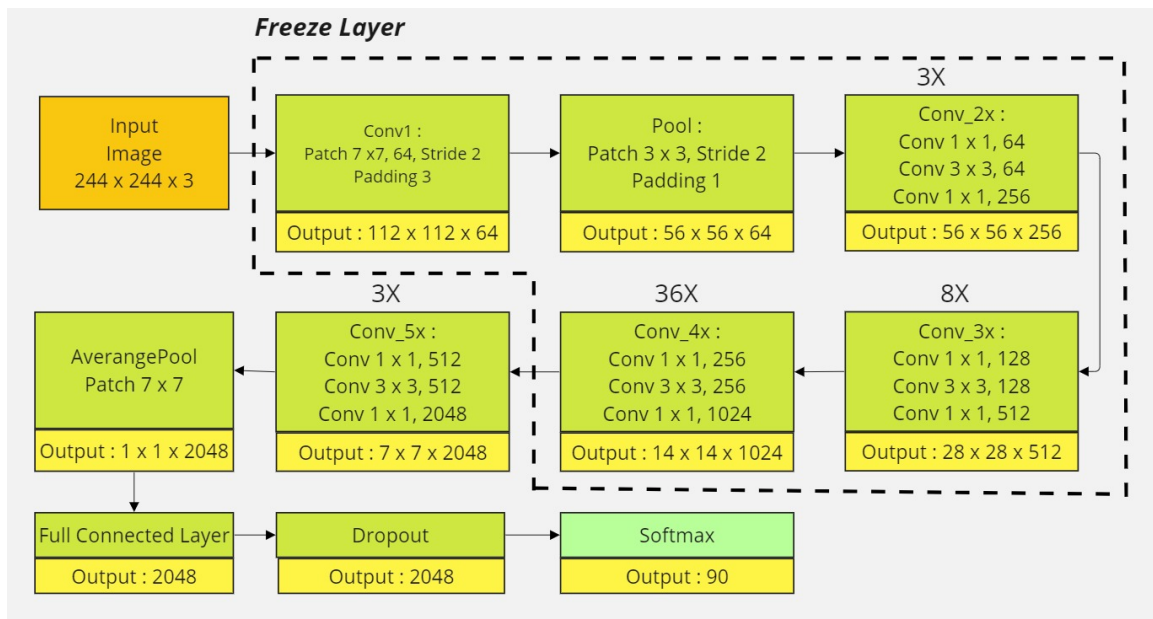 Freeze Layer
Input
Image
244 x 244 x 3
Conv1 :
Patch 7 x7, 64, Stride 2
Padding 3
Output : 112 x 112 x 64
Pool :
Patch 3 x 3, Stride 2
Padding 1
Output : 56 x 56 x 64
3X
Conv_2x :
Conv 1 x 1, 64
Conv 3 x 3, 64
Conv 1 x 1, 256
Output : 56 x 56 x 256
8X
Conv_3x :
Conv 1 x 1, 128
Conv 3 x 3, 128
Conv 1 x 1, 512
Output : 28 x 28 x 512
36X
Conv_4x :
Conv 1 x 1, 256
Conv 3 x 3, 256
Conv 1 x 1, 1024
Output : 14 x 14 x 1024
3X
Conv_5x :
Conv 1 x 1, 512
Conv 3 x 3, 512
Conv 1 x 1, 2048
Output : 7 x 7 x 2048
AverangePool
Patch 7 x 7
Output : 1 x 1 x 2048
Full Connected Layer
Output : 2048
Dropout
Output : 2048
Softmax
Output : 90